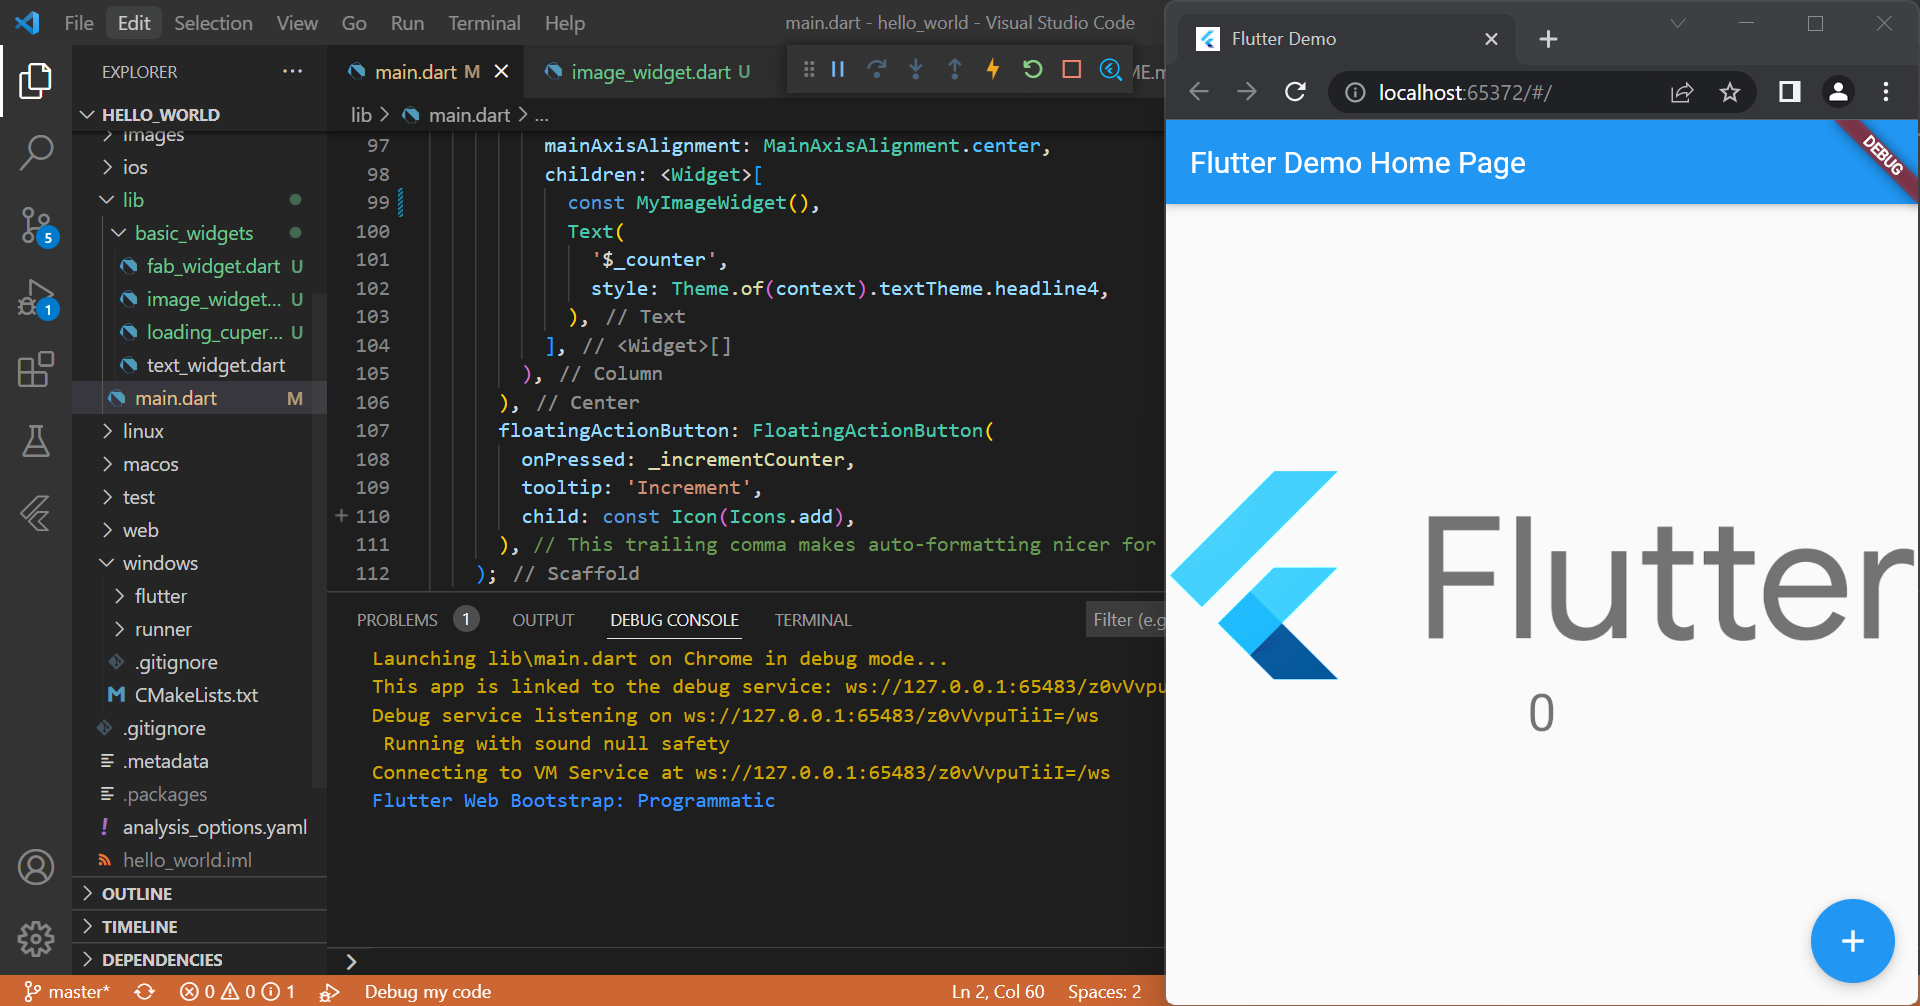 File Edit Selection View Go Run Terminal Help
main.dart - hello_world - Visual Studio Code
EXPLORER
HELLO_WORLD
images
ios
lib
basic_widgets
fab_widget.dart U
image_widget... U
loading_cuper... U
text_widget.dart
main.dart M
linux
macos
test
web
windows
flutter
runner
.gitignore
CMakeLists.txt
.gitignore
.metadata
.packages
analysis_options.yaml
hello_world.iml
OUTLINE
TIMELINE
DEPENDENCIES
5
1
main.dart M
image_widget.dart U
ME.m
lib > main.dart > ...
97 mainAxisAlignment: MainAxisAlignment.center,
98 children: <Widget>[
99 const MyImageWidget(),
100 Text(
101 '$_counter',
102 style: Theme.of(context).textTheme.headline4,
103 ), // Text
104 ], // <Widget>[]
105 ), // Column
106 ), // Center
107 floatingActionButton: FloatingActionButton(
108 onPressed: _incrementCounter,
109 tooltip: 'Increment',
110 child: const Icon(Icons.add),
111 ), // This trailing comma makes auto-formatting nicer for
112 ); // Scaffold
PROBLEMS 1 OUTPUT DEBUG CONSOLE TERMINAL Filter (e.g
Launching lib\main.dart on Chrome in debug mode...
This app is linked to the debug service: ws://127.0.0.1:65483/z0vVvpu
Debug service listening on ws://127.0.0.1:65483/z0vVvpuTiiI=/ws
Running with sound null safety
Connecting to VM Service at ws://127.0.0.1:65483/z0vVvpuTiiI=/ws
Flutter Web Bootstrap: Programmatic
master* 0 0 1 Debug my code Ln 2, Col 60 Spaces: 2
Flutter Demo
localhost:65372/#/
Flutter Demo Home Page
DEBUG
Flutter
0